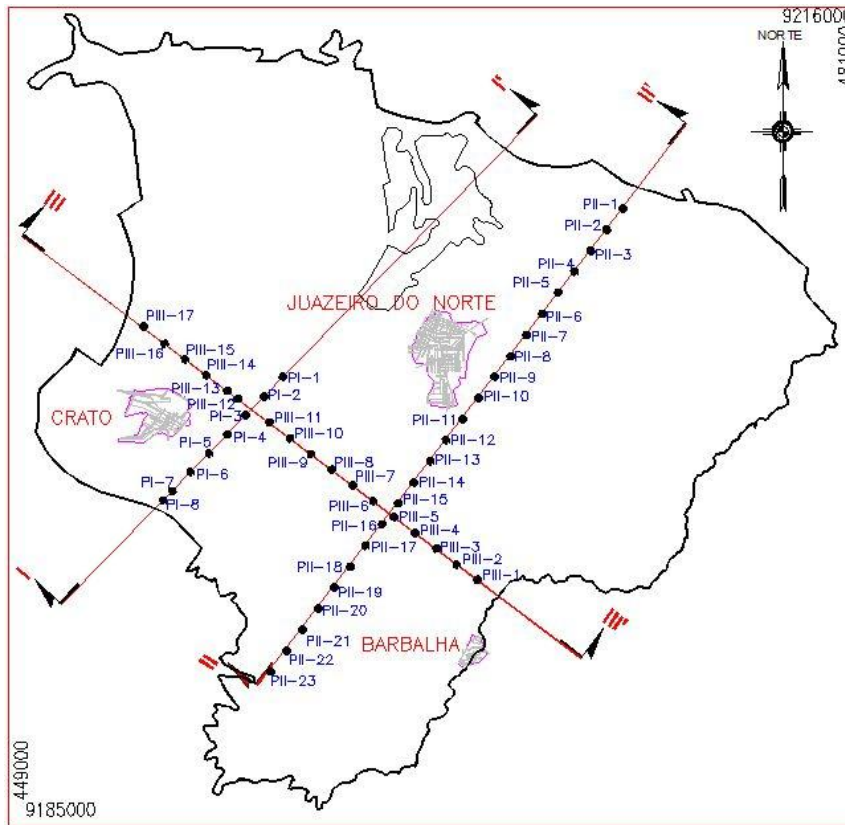 9216000
481000
NORTE
I'
II'
III
PII-1
PII-2
PII-3
PII-4
PII-5
PII-6
PII-7
PII-8
PII-9
PII-10
PII-11
PII-12
PII-13
PII-14
PII-15
JUAZEIRO DO NORTE
PIII-17
PIII-16
PIII-15
PIII-14
PIII-13
PIII-12
PI-1
PI-2
PI-3
PI-4
PI-5
PI-6
PI-7
PI-8
CRATO
PIII-11
PIII-10
PIII-9
PIII-8
PIII-7
PIII-6
PIII-5
PIII-4
PIII-3
PIII-2
PIII-1
PII-16
PII-17
PII-18
PII-19
PII-20
PII-21
PII-22
PII-23
BARBALHA
I
II
III'
449000
9185000